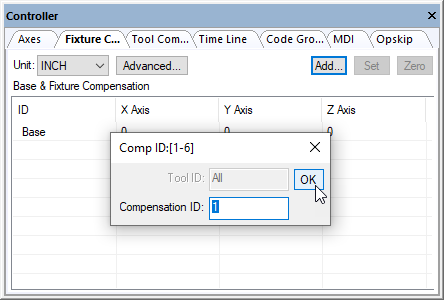 Controller
Axes Fixture C... Tool Com... Time Line Code Gro... MDI Opskip
Unit: INCH Advanced... Add... Set Zero
Base & Fixture Compensation
ID X Axis Y Axis Z Axis
Base 0 0 0
Comp ID:[1-6]
Tool ID: All OK
Compensation ID: 1